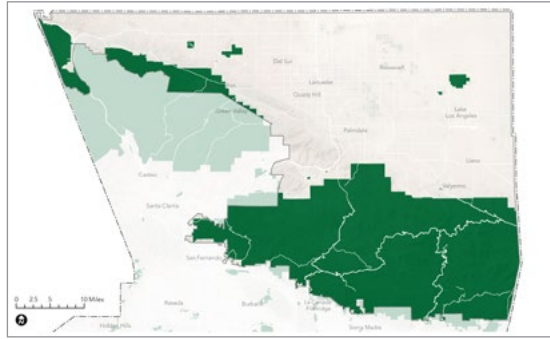 Del Sur
Roosevelt
Lancaster
Quartz Hill
Lake
Los Angeles
Green Valley
Palmdale
Llano
Castaic
Valyermo
Santa Clarita
San Fernando
0 2.5 5 10 Miles
Reseda
Burbank
La Cañada
Flintridge
Sierra Madre
Hidden Hills